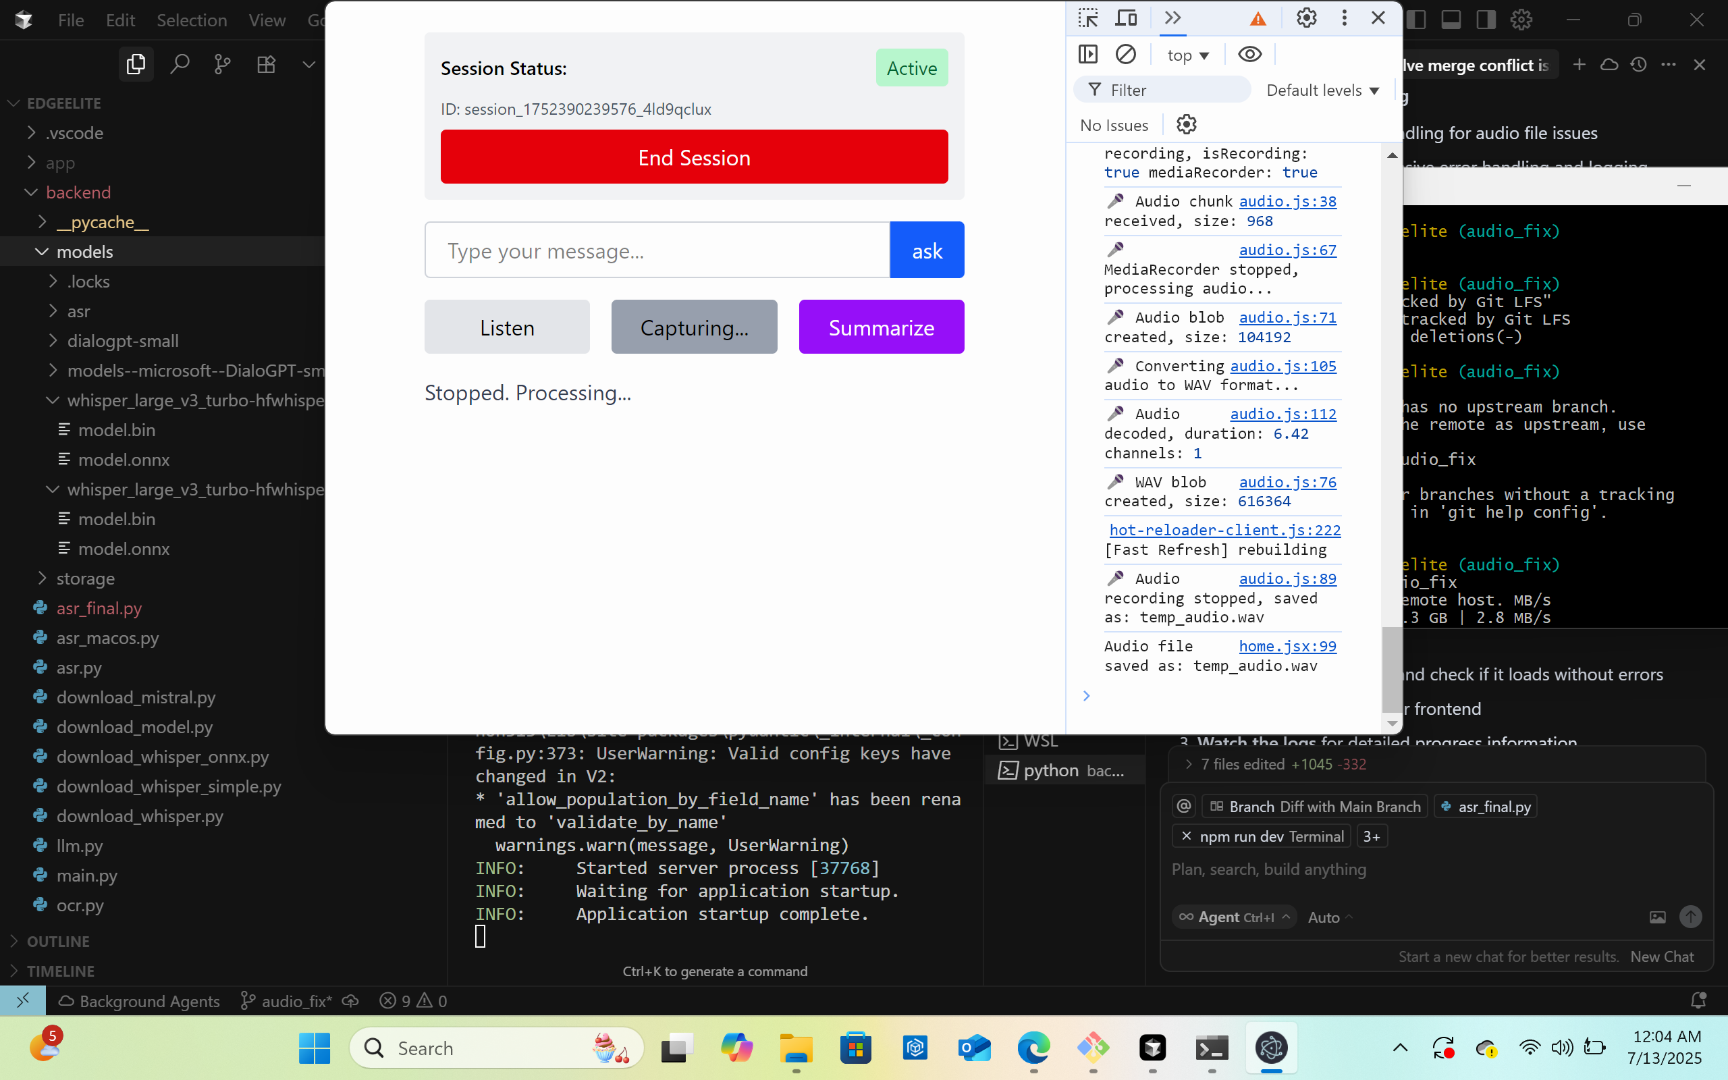 File Edit Selection View Go
EDGEELITE
.vscode
app
backend
__pycache__
models
.locks
asr
dialogpt-small
models--microsoft--DialoGPT-sm
whisper_large_v3_turbo-hfwhispe
model.bin
model.onnx
whisper_large_v3_turbo-hfwhispe
model.bin
model.onnx
storage
asr_final.py
asr_macos.py
asr.py
download_mistral.py
download_model.py
download_whisper_onnx.py
download_whisper_simple.py
download_whisper.py
llm.py
main.py
ocr.py
OUTLINE
TIMELINE
Session Status:
Active
ID: session_1752390239576_4ld9qclux
End Session
Type your message...
ask
Listen
Capturing...
Summarize
Stopped. Processing...
top
Filter
Default levels
No Issues
recording, isRecording:
true mediaRecorder: true
🎤 Audio chunk audio.js:38
received, size: 968
🎤 audio.js:67
MediaRecorder stopped,
processing audio...
🎤 Audio blob audio.js:71
created, size: 104192
🎤 Converting audio.js:105
audio to WAV format...
🎤 Audio audio.js:112
decoded, duration: 6.42
channels: 1
🎤 WAV blob audio.js:76
created, size: 616364
hot-reloader-client.js:222
[Fast Refresh] rebuilding
🎤 Audio audio.js:89
recording stopped, saved
as: temp_audio.wav
Audio file home.jsx:99
saved as: temp_audio.wav
lve merge conflict is
g
dling for audio file issues
elite (audio_fix)
elite (audio_fix)
cked by Git LFS"
tracked by Git LFS
deletions(-)
elite (audio_fix)
has no upstream branch.
he remote as upstream, use
udio_fix
r branches without a tracking
in 'git help config'.
elite (audio_fix)
io_fix
emote host. MB/s
.3 GB | 2.8 MB/s
nd check if it loads without errors
r frontend
3. Watch the logs for detailed progress information
7 files edited +1045 -332
@ Branch Diff with Main Branch asr_final.py
npm run dev Terminal 3+
Plan, search, build anything
Agent Ctrl+I Auto
Start a new chat for better results. New Chat
fig.py:373: UserWarning: Valid config keys have
changed in V2:
* 'allow_population_by_field_name' has been rena
med to 'validate_by_name'
warnings.warn(message, UserWarning)
INFO: Started server process [37768]
INFO: Waiting for application startup.
INFO: Application startup complete.
Ctrl+K to generate a command
WSL
python bac...
Background Agents audio_fix* 9 0
5
Search
12:04 AM
7/13/2025